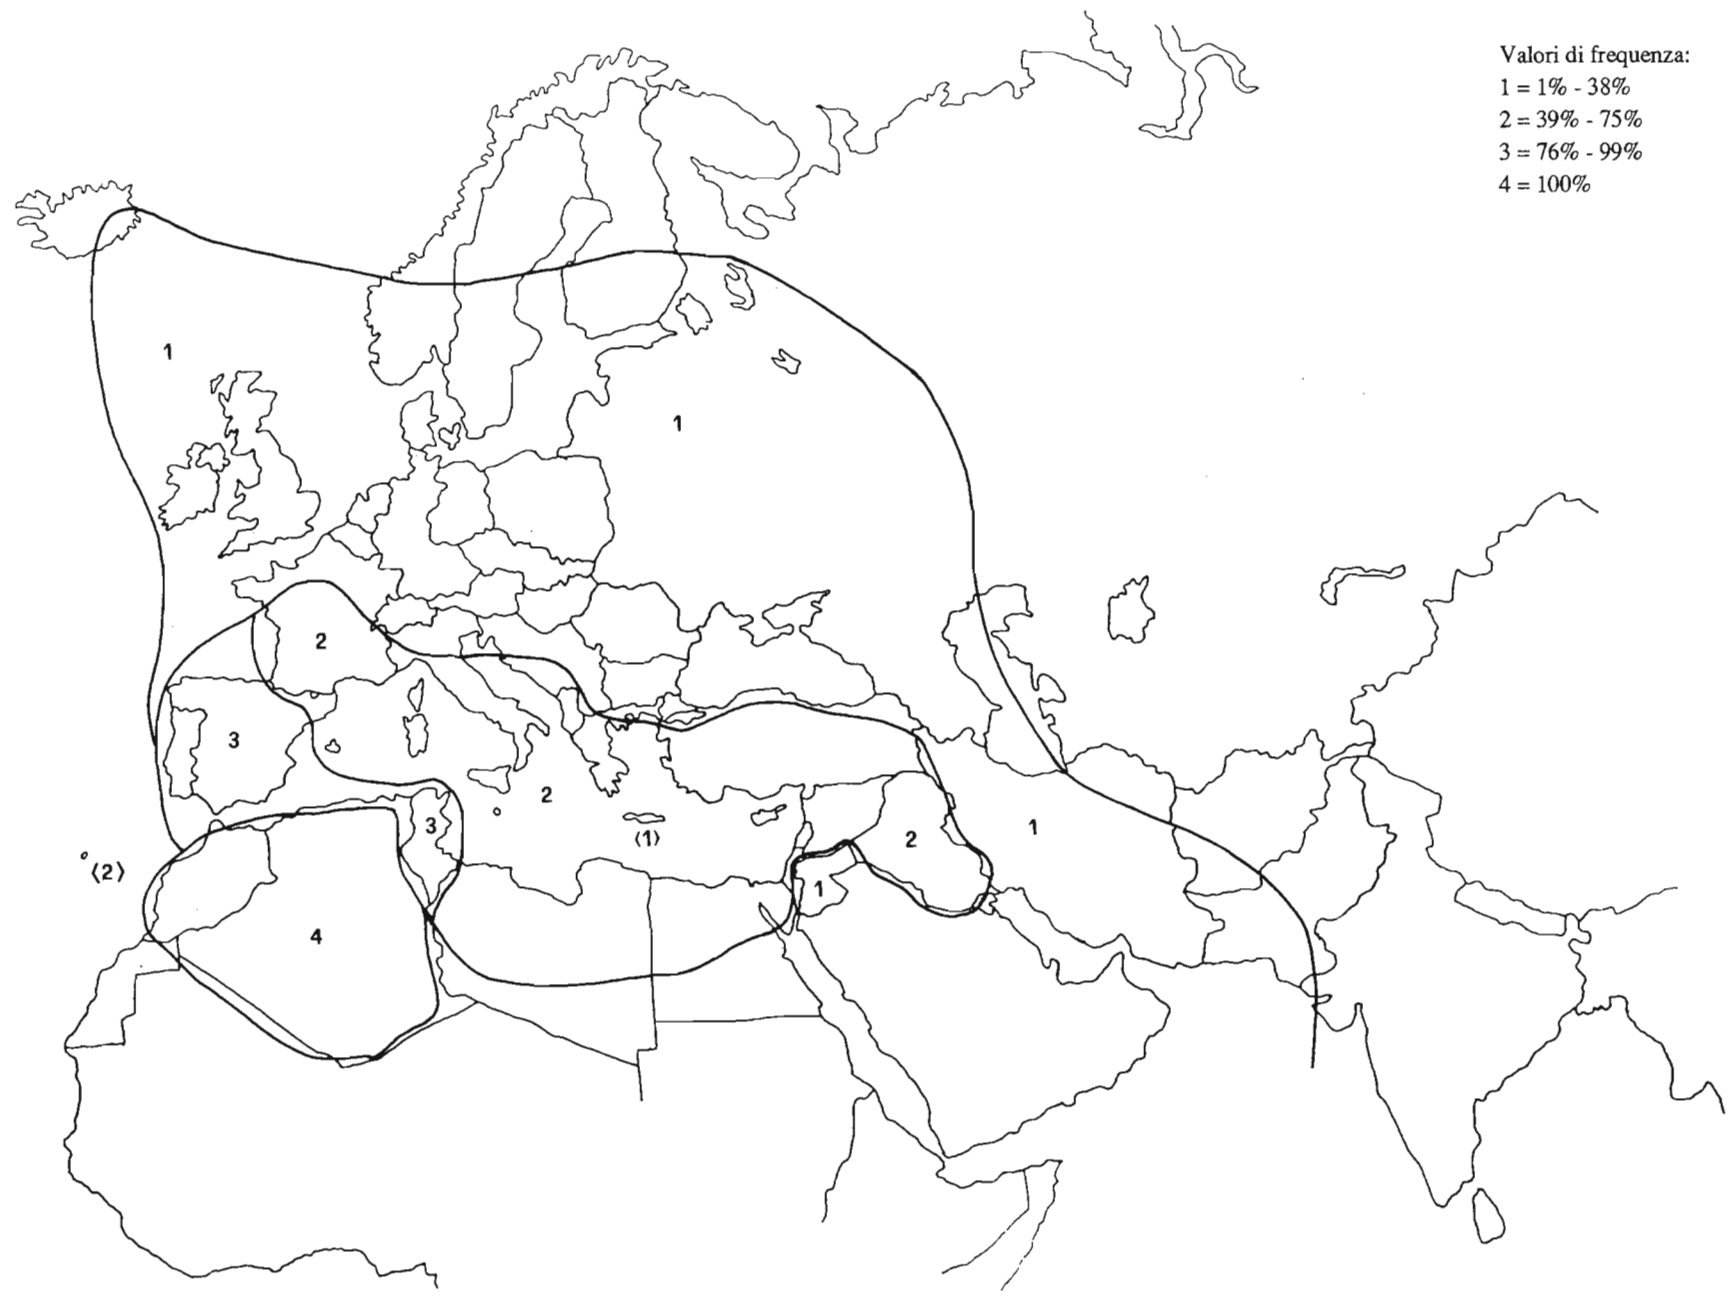 Valori di frequenza:
1 = 1% - 38%
2 = 39% - 75%
3 = 76% - 99%
4 = 100%
1
1
2
3
2
3
(1)
2
1
(2)
1
4